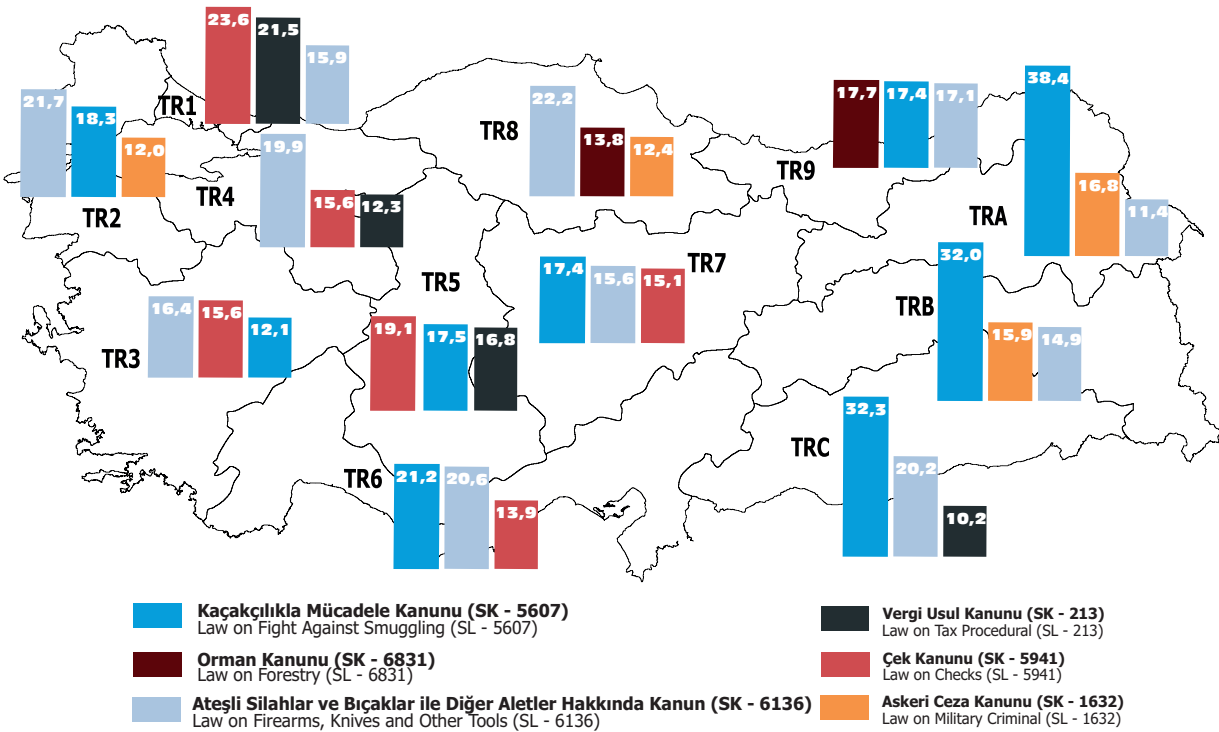 23,6
21,5
15,9
TR1
21,7
18,3
12,0
TR2
19,9
15,6
12,3
TR4
22,2
13,8
12,4
TR8
17,7
17,4
17,1
TR9
38,4
16,8
11,4
TRA
16,4
15,6
12,1
TR3
19,1
17,5
16,8
TR5
17,4
15,6
15,1
TR7
32,0
15,9
14,9
TRB
21,2
20,6
13,9
TR6
32,3
20,2
10,2
TRC
Kaçakçılıkla Mücadele Kanunu (SK - 5607)
Law on Fight Against Smuggling (SL - 5607)
Orman Kanunu (SK - 6831)
Law on Forestry (SL - 6831)
Ateşli Silahlar ve Bıçaklar ile Diğer Aletler Hakkında Kanun (SK - 6136)
Law on Firearms, Knives and Other Tools (SL - 6136)
Vergi Usul Kanunu (SK - 213)
Law on Tax Procedural (SL - 213)
Çek Kanunu (SK - 5941)
Law on Checks (SL - 5941)
Askeri Ceza Kanunu (SK - 1632)
Law on Military Criminal (SL - 1632)